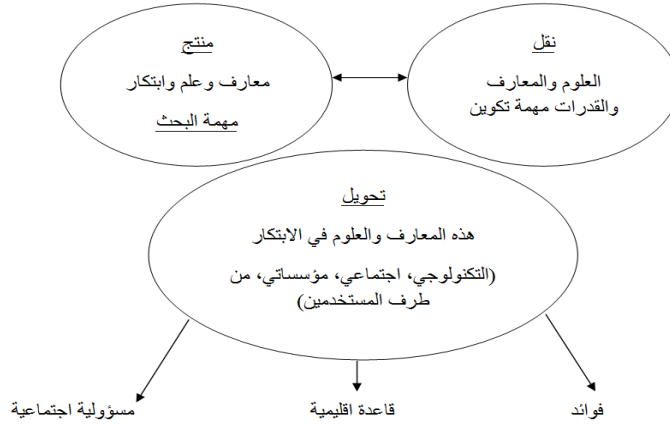 نقل
العلوم والمعارف
والقدرات مهمة تكوين
منتج
معارف وعلم وابتكار
مهمة البحث
تحويل
هذه المعارف والعلوم في الابتكار
(التكنولوجي، اجتماعي، مؤسساتي، من
طرف المستخدمين)
فوائد
قاعدة اقليمية
مسؤولية اجتماعية